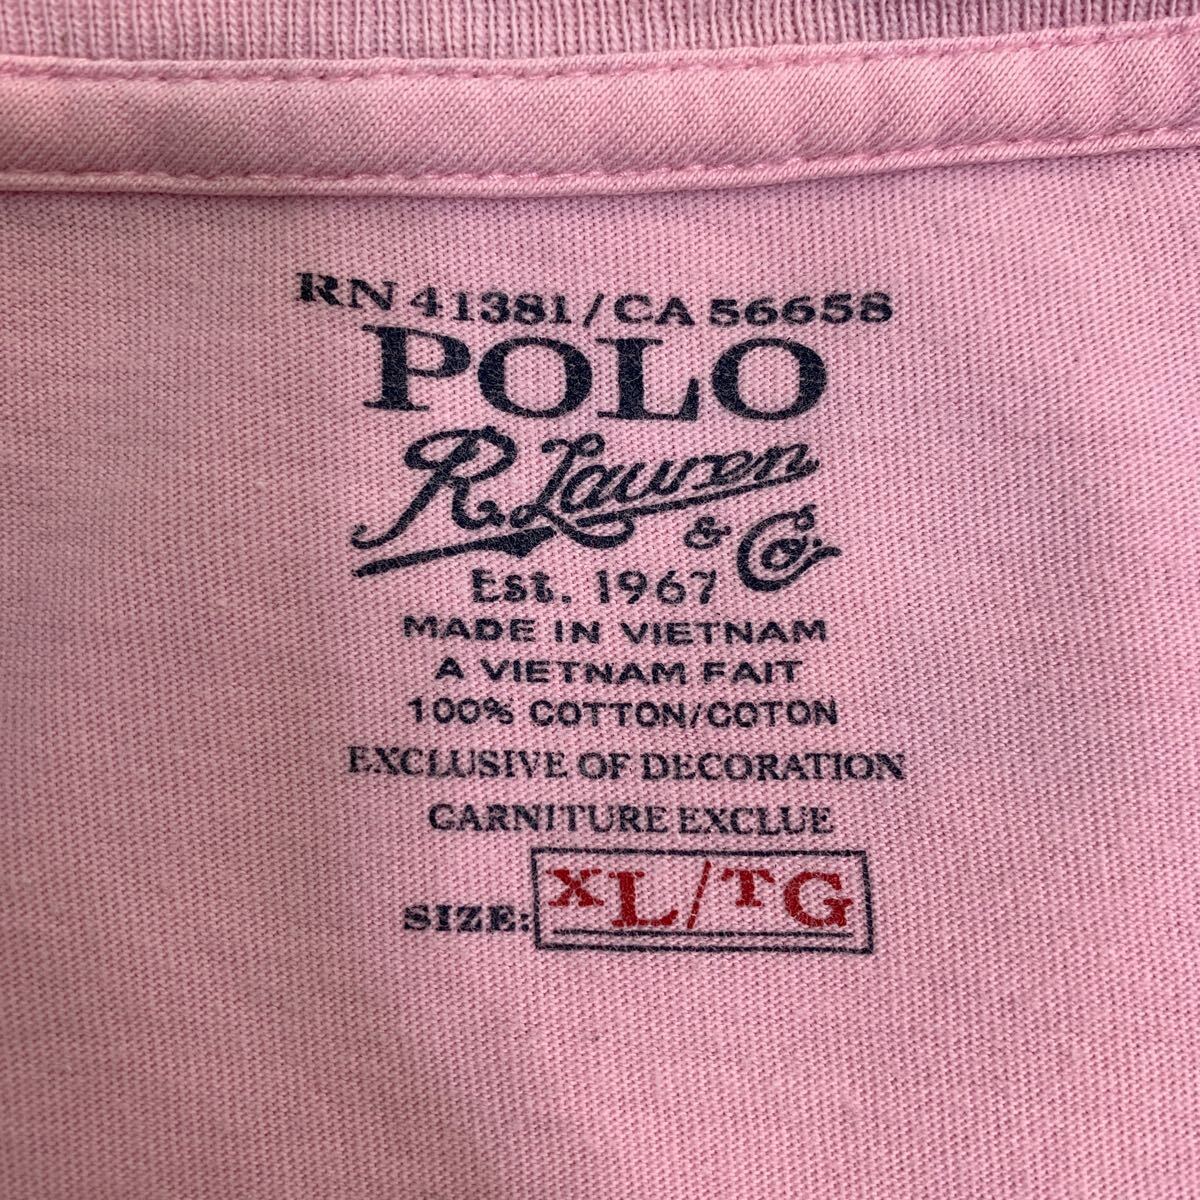 RN 41381/CA 56658
POLO
R. Lauren
& Co.
Est. 1967
MADE IN VIETNAM
A VIETNAM FAIT
100% COTTON/COTON
EXCLUSIVE OF DECORATION
GARNITURE EXCLUE
SIZE: XL/TG